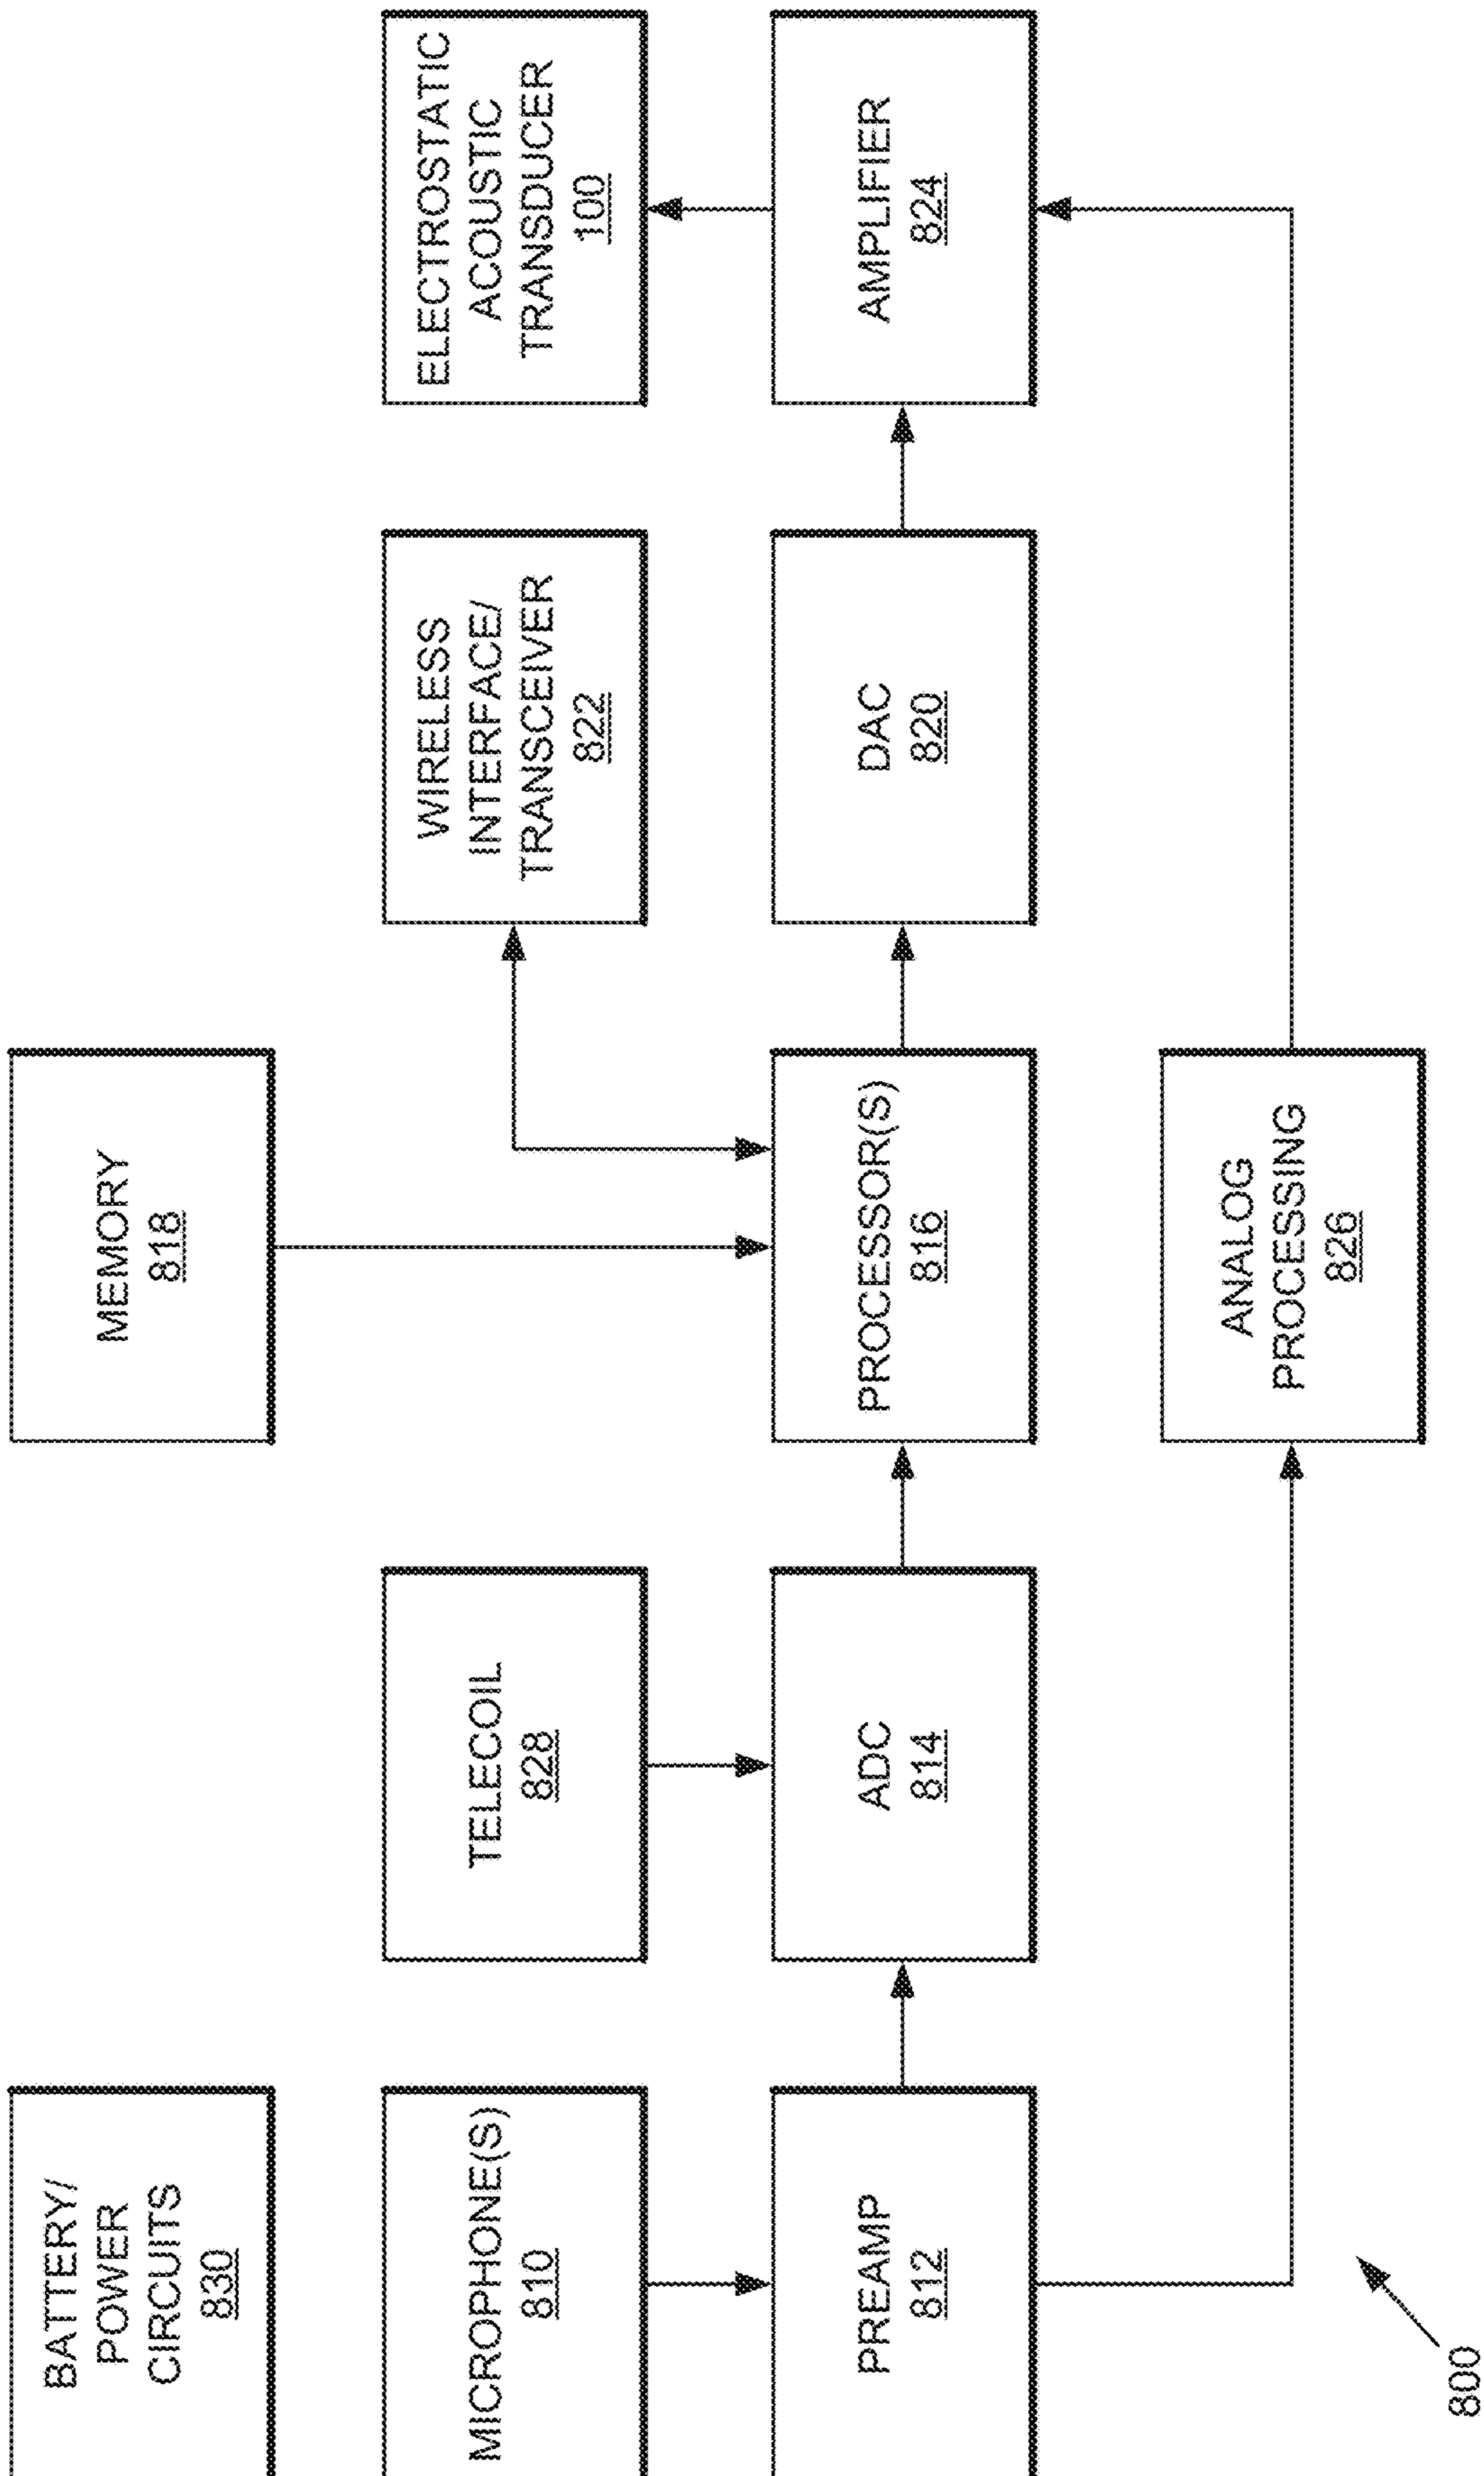 BATTERY/
POWER
CIRCUITS
830
MEMORY
818
MICROPHONE(S)
810
TELECOIL
828
WIRELESS
INTERFACE/
TRANSCEIVER
822
ELECTROSTATIC
ACOUSTIC
TRANSDUCER
100
PREAMP
812
ADC
814
PROCESSOR(S)
816
DAC
820
AMPLIFIER
824
ANALOG
PROCESSING
826
800